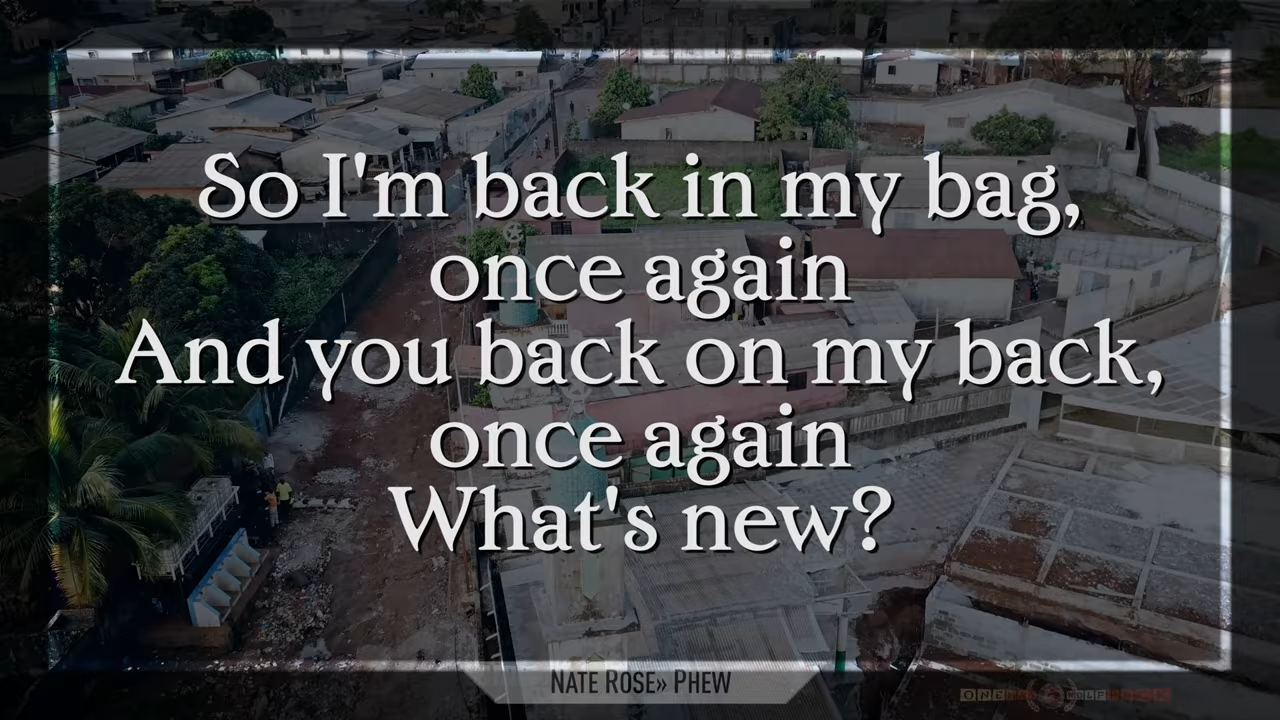 So I'm back in my bag,
once again
And you back on my back,
once again
What's new?
NATE ROSE» PHEW